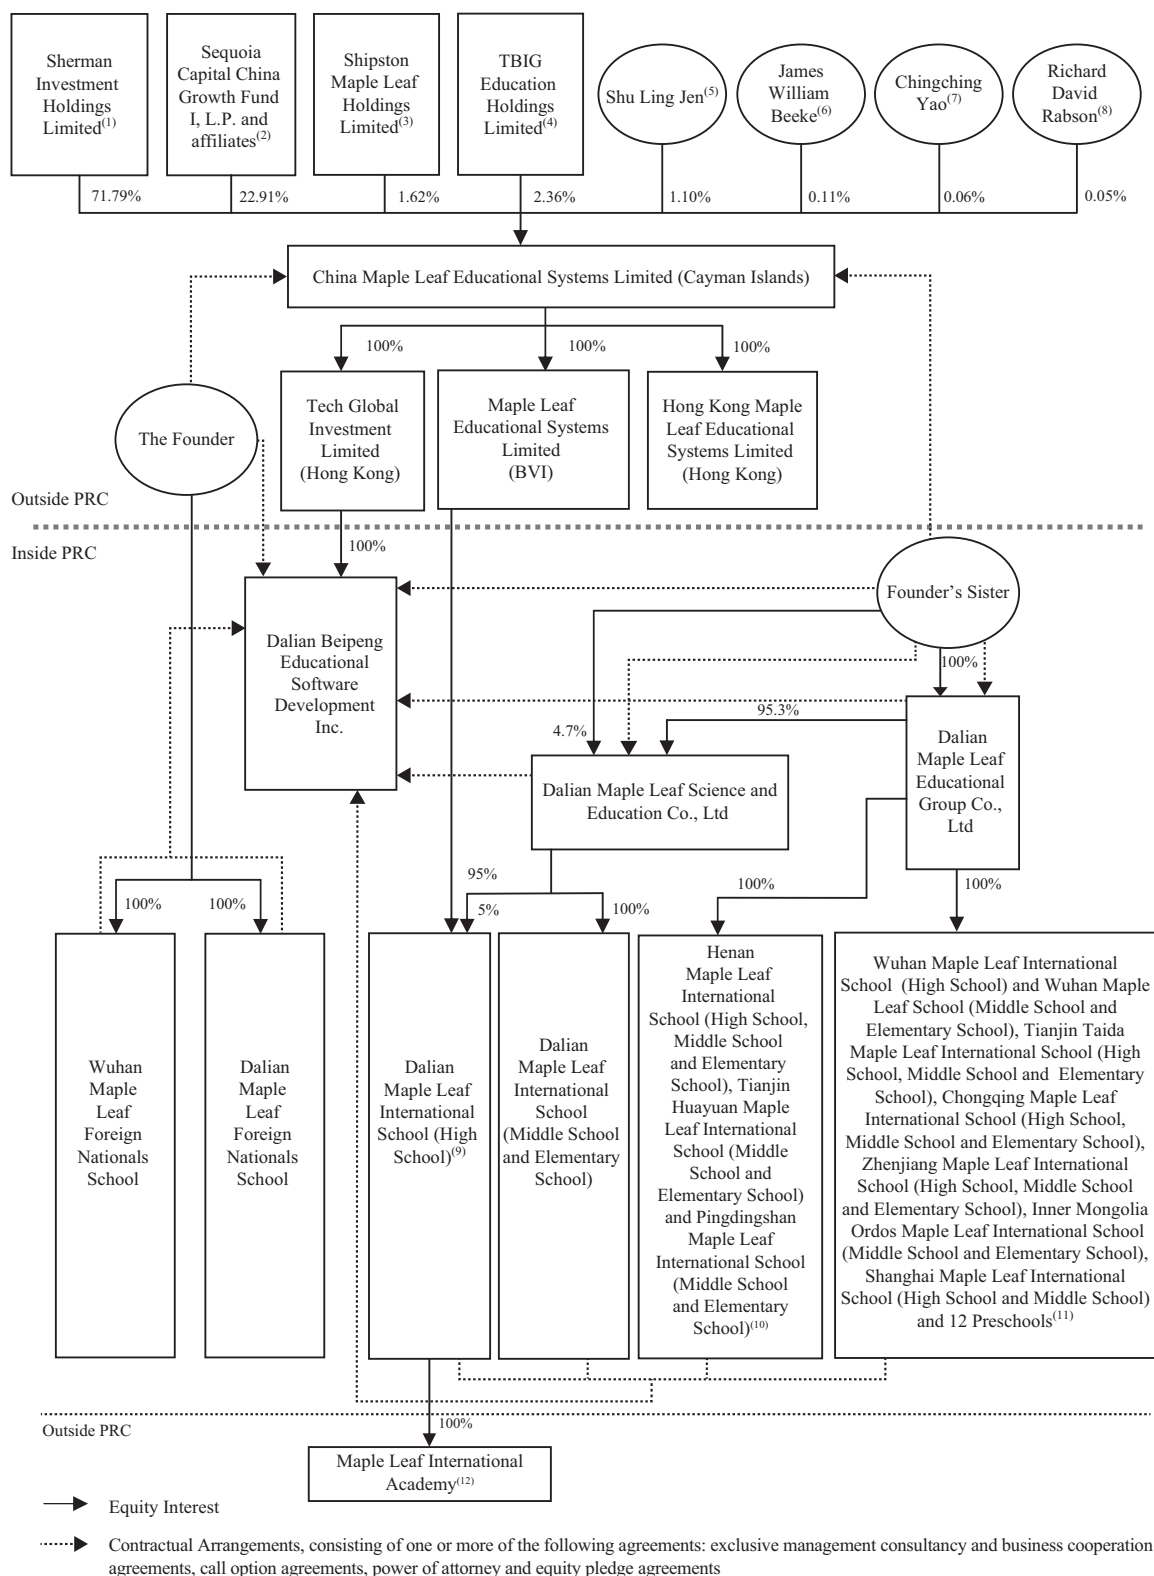 Sherman
Investment
Holdings
Limited(1)
Sequoia
Capital China
Growth Fund
I, L.P. and
affiliates(2)
Shipston
Maple Leaf
Holdings
Limited(3)
TBIG
Education
Holdings
Limited(4)
Shu Ling Jen(5)
James
William
Beeke(6)
Chingching
Yao(7)
Richard
David
Rabson(8)
71.79%
22.91%
1.62%
2.36%
1.10%
0.11%
0.06%
0.05%
China Maple Leaf Educational Systems Limited (Cayman Islands)
100%
100%
100%
The Founder
Tech Global
Investment
Limited
(Hong Kong)
Maple Leaf
Educational Systems
Limited
(BVI)
Hong Kong Maple
Leaf Educational
Systems Limited
(Hong Kong)
Outside PRC
Inside PRC
100%
Founder’s Sister
Dalian Beipeng
Educational
Software
Development
Inc.
100%
95.3%
4.7%
Dalian Maple Leaf Science and
Education Co., Ltd
Dalian
Maple Leaf
Educational
Group Co.,
Ltd
95%
5%
100%
100%
100%
100%
100%
Wuhan
Maple
Leaf
Foreign
Nationals
School
Dalian
Maple
Leaf
Foreign
Nationals
School
Dalian
Maple Leaf
International
School (High
School)(9)
Dalian
Maple Leaf
International
School
(Middle School
and Elementary
School)
Henan
Maple Leaf
International
School (High School,
Middle School
and Elementary
School), Tianjin
Huayuan Maple
Leaf International
School (Middle
School and
Elementary School)
and Pingdingshan
Maple Leaf
International School
(Middle School
and Elementary
School)(10)
Wuhan Maple Leaf International
School (High School) and Wuhan Maple
Leaf School (Middle School and
Elementary School), Tianjin Taida
Maple Leaf International School (High
School, Middle School and Elementary
School), Chongqing Maple Leaf
International School (High School,
Middle School and Elementary School),
Zhenjiang Maple Leaf International
School (High School, Middle School
and Elementary School), Inner Mongolia
Ordos Maple Leaf International School
(Middle School and Elementary School),
Shanghai Maple Leaf International
School (High School and Middle School)
and 12 Preschools(11)
100%
Outside PRC
Maple Leaf International
Academy(12)
Equity Interest
Contractual Arrangements, consisting of one or more of the following agreements: exclusive management consultancy and business cooperation
agreements, call option agreements, power of attorney and equity pledge agreements